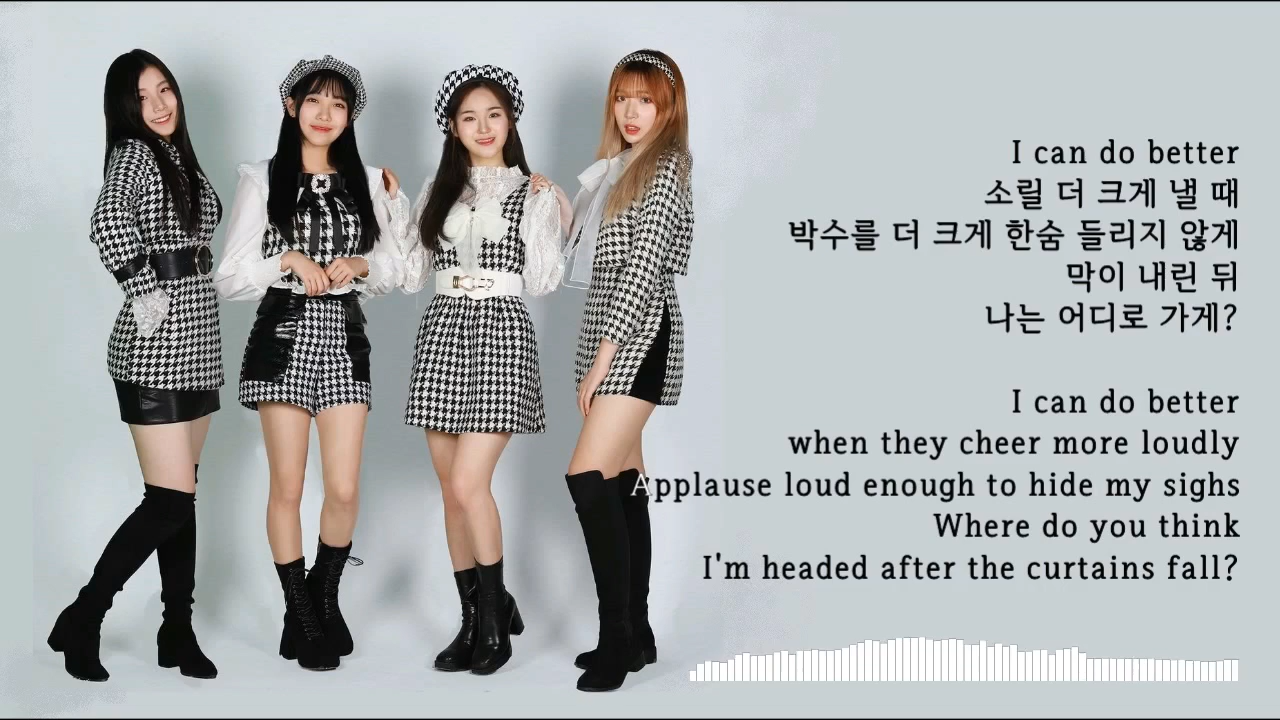 I can do better
소릴 더 크게 낼 때
박수를 더 크게 한숨 들리지 않게
막이 내린 뒤
나는 어디로 가게?
I can do better
when they cheer more loudly
Applause loud enough to hide my sighs
Where do you think
I'm headed after the curtains fall?